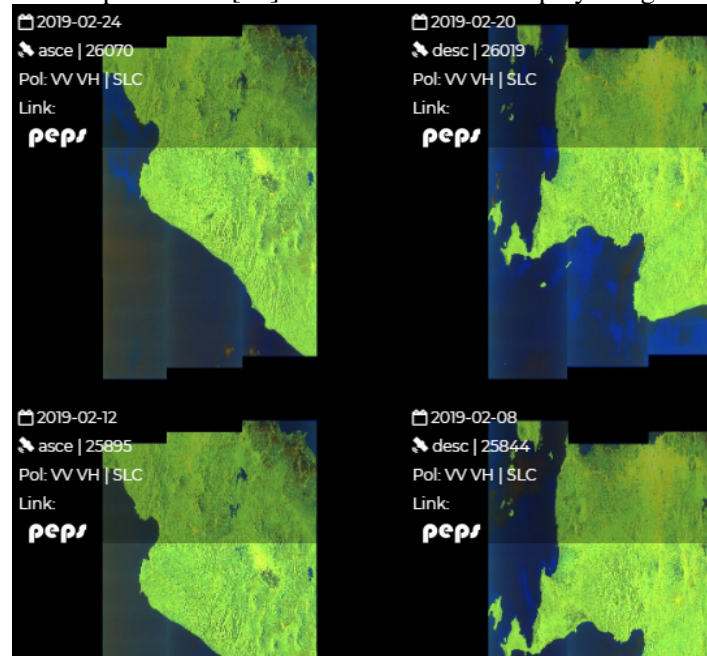 2019-02-24
asce | 26070
Pol: VV VH | SLC
Link:
peps
2019-02-20
desc | 26019
Pol: VV VH | SLC
Link:
peps
2019-02-12
asce | 25895
Pol: VV VH | SLC
Link:
peps
2019-02-08
desc | 25844
Pol: VV VH | SLC
Link:
peps